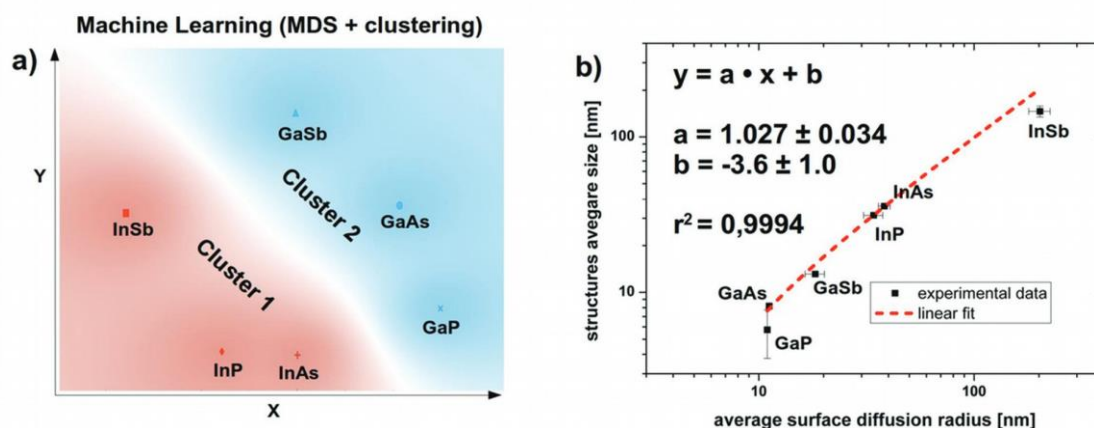 Machine Learning (MDS + clustering)
a)
Y
GaSb
Cluster 2
GaAs
InSb
Cluster 1
GaP
InP
InAs
X
b)
structures avegare size [nm]
y = a • x + b
a = 1.027 ± 0.034
b = -3.6 ± 1.0
r² = 0,9994
100
10
InSb
InAs
InP
GaAs
GaSb
GaP
experimental data
linear fit
10
100
average surface diffusion radius [nm]